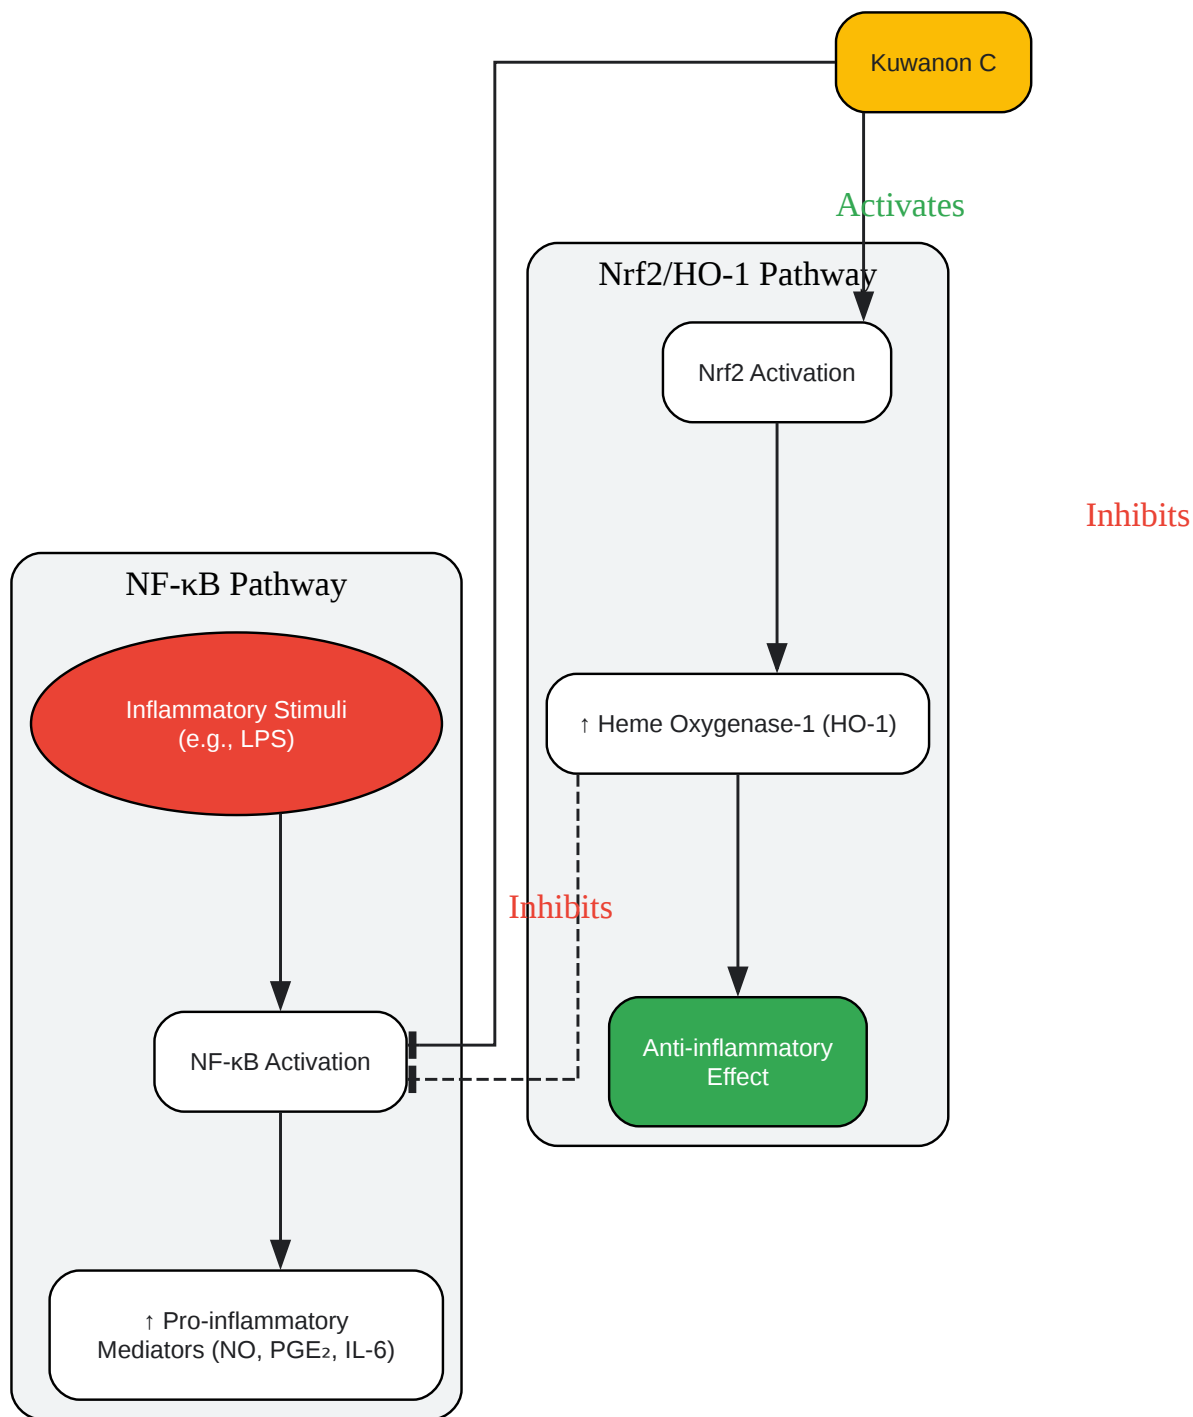 Kuwanon C
Activates
Nrf2/HO-1 Pathway
Nrf2 Activation
Inhibits
NF-κB Pathway
Inflammatory Stimuli
(e.g., LPS)
↑ Heme Oxygenase-1 (HO-1)
Inhibits
NF-κB Activation
Anti-inflammatory
Effect
↑ Pro-inflammatory
Mediators (NO, PGE₂, IL-6)